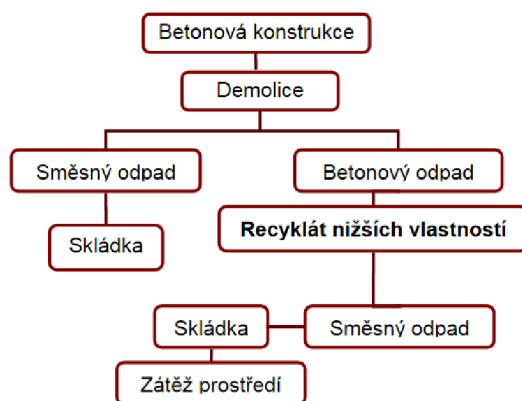 Betonová konstrukce
Demolice
Směsný odpad
Betonový odpad
Skládka
Recyklát nižších vlastností
Skládka
Směsný odpad
Zátěž prostředí